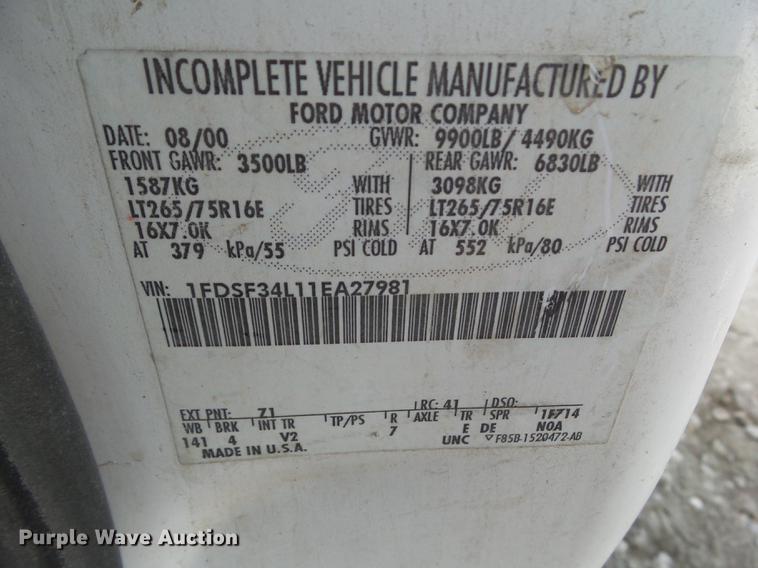 INCOMPLETE VEHICLE MANUFACTURED BY
FORD MOTOR COMPANY
DATE: 08/00 GVWR: 9900LB/ 4490KG
FRONT GAWR: 3500LB REAR GAWR: 6830LB
1587KG WITH 3098KG WITH
LT265/75R16E TIRES LT265/75R16E TIRES
16X7.0K RIMS 16X7.0K RIMS
AT 379 kPa/55 PSI COLD AT 552 kPa/80 PSI COLD
VIN: 1FDSF34L11EA27981
EXT PNT: Z1 RC: 41 DSO:
WB BRK INT TR TP/PS R AXLE TR SPR 1F714
141 4 V2 7 E DE N0A
MADE IN U.S.A. UNC F85B-1520472-AB
Purple Wave Auction